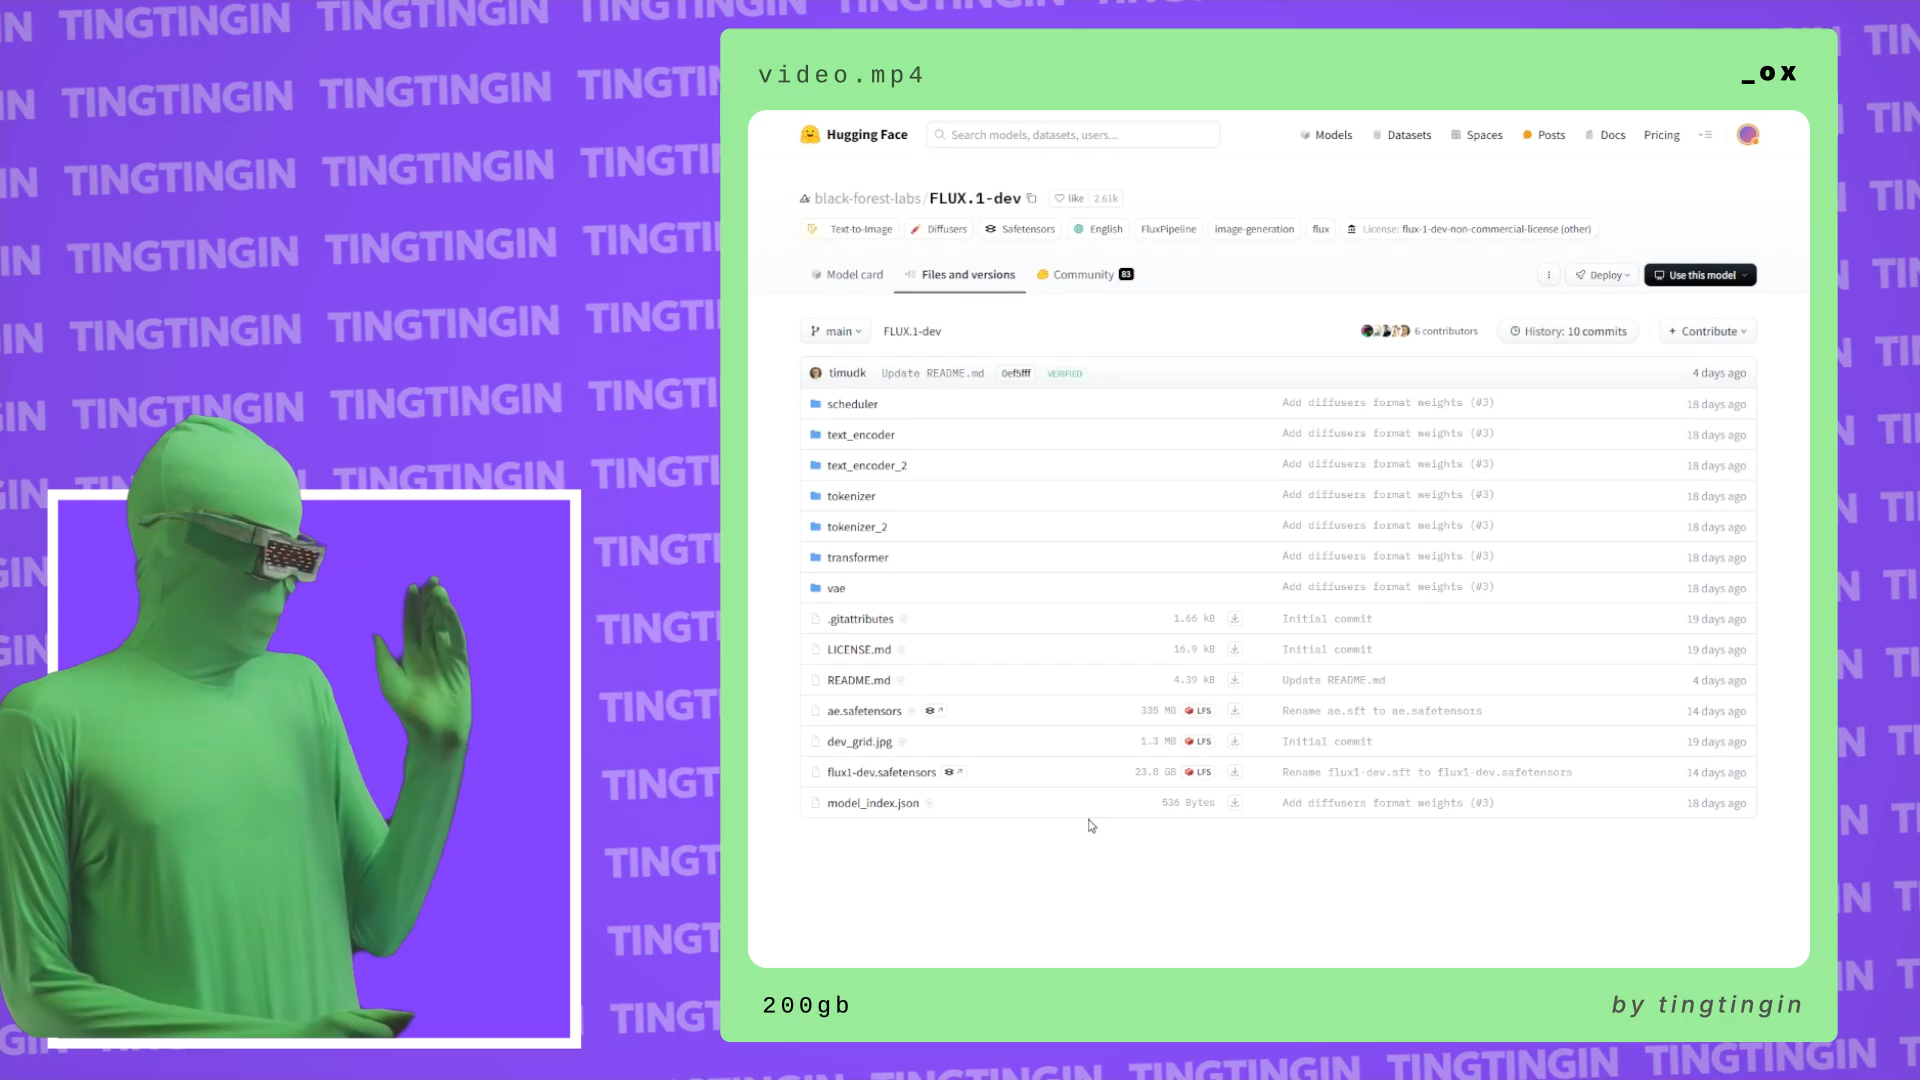 TINGTINGIN
video.mp4
_ox
Hugging Face
Search models, datasets, users...
Models
Datasets
Spaces
Posts
Docs
Pricing
black-forest-labs/FLUX.1-dev
like 2.61k
Text-to-Image
Diffusers
Safetensors
English
FluxPipeline
image-generation
flux
License: flux-1-dev-non-commercial-license (other)
Model card
Files and versions
Community 83
Deploy
Use this model
main
FLUX.1-dev
6 contributors
History: 10 commits
+ Contribute
timudk Update README.md 0ef5fff VERIFIED 4 days ago
scheduler Add diffusers format weights (#3) 18 days ago
text_encoder Add diffusers format weights (#3) 18 days ago
text_encoder_2 Add diffusers format weights (#3) 18 days ago
tokenizer Add diffusers format weights (#3) 18 days ago
tokenizer_2 Add diffusers format weights (#3) 18 days ago
transformer Add diffusers format weights (#3) 18 days ago
vae Add diffusers format weights (#3) 18 days ago
.gitattributes 1.66 kB Initial commit 19 days ago
LICENSE.md 16.9 kB Initial commit 19 days ago
README.md 4.39 kB Update README.md 4 days ago
ae.safetensors 335 MB LFS Rename ae.sft to ae.safetensors 14 days ago
dev_grid.jpg 1.3 MB LFS Initial commit 19 days ago
flux1-dev.safetensors 23.8 GB LFS Rename flux1-dev.sft to flux1-dev.safetensors 14 days ago
model_index.json 536 Bytes Add diffusers format weights (#3) 18 days ago
200gb
by tingtingin